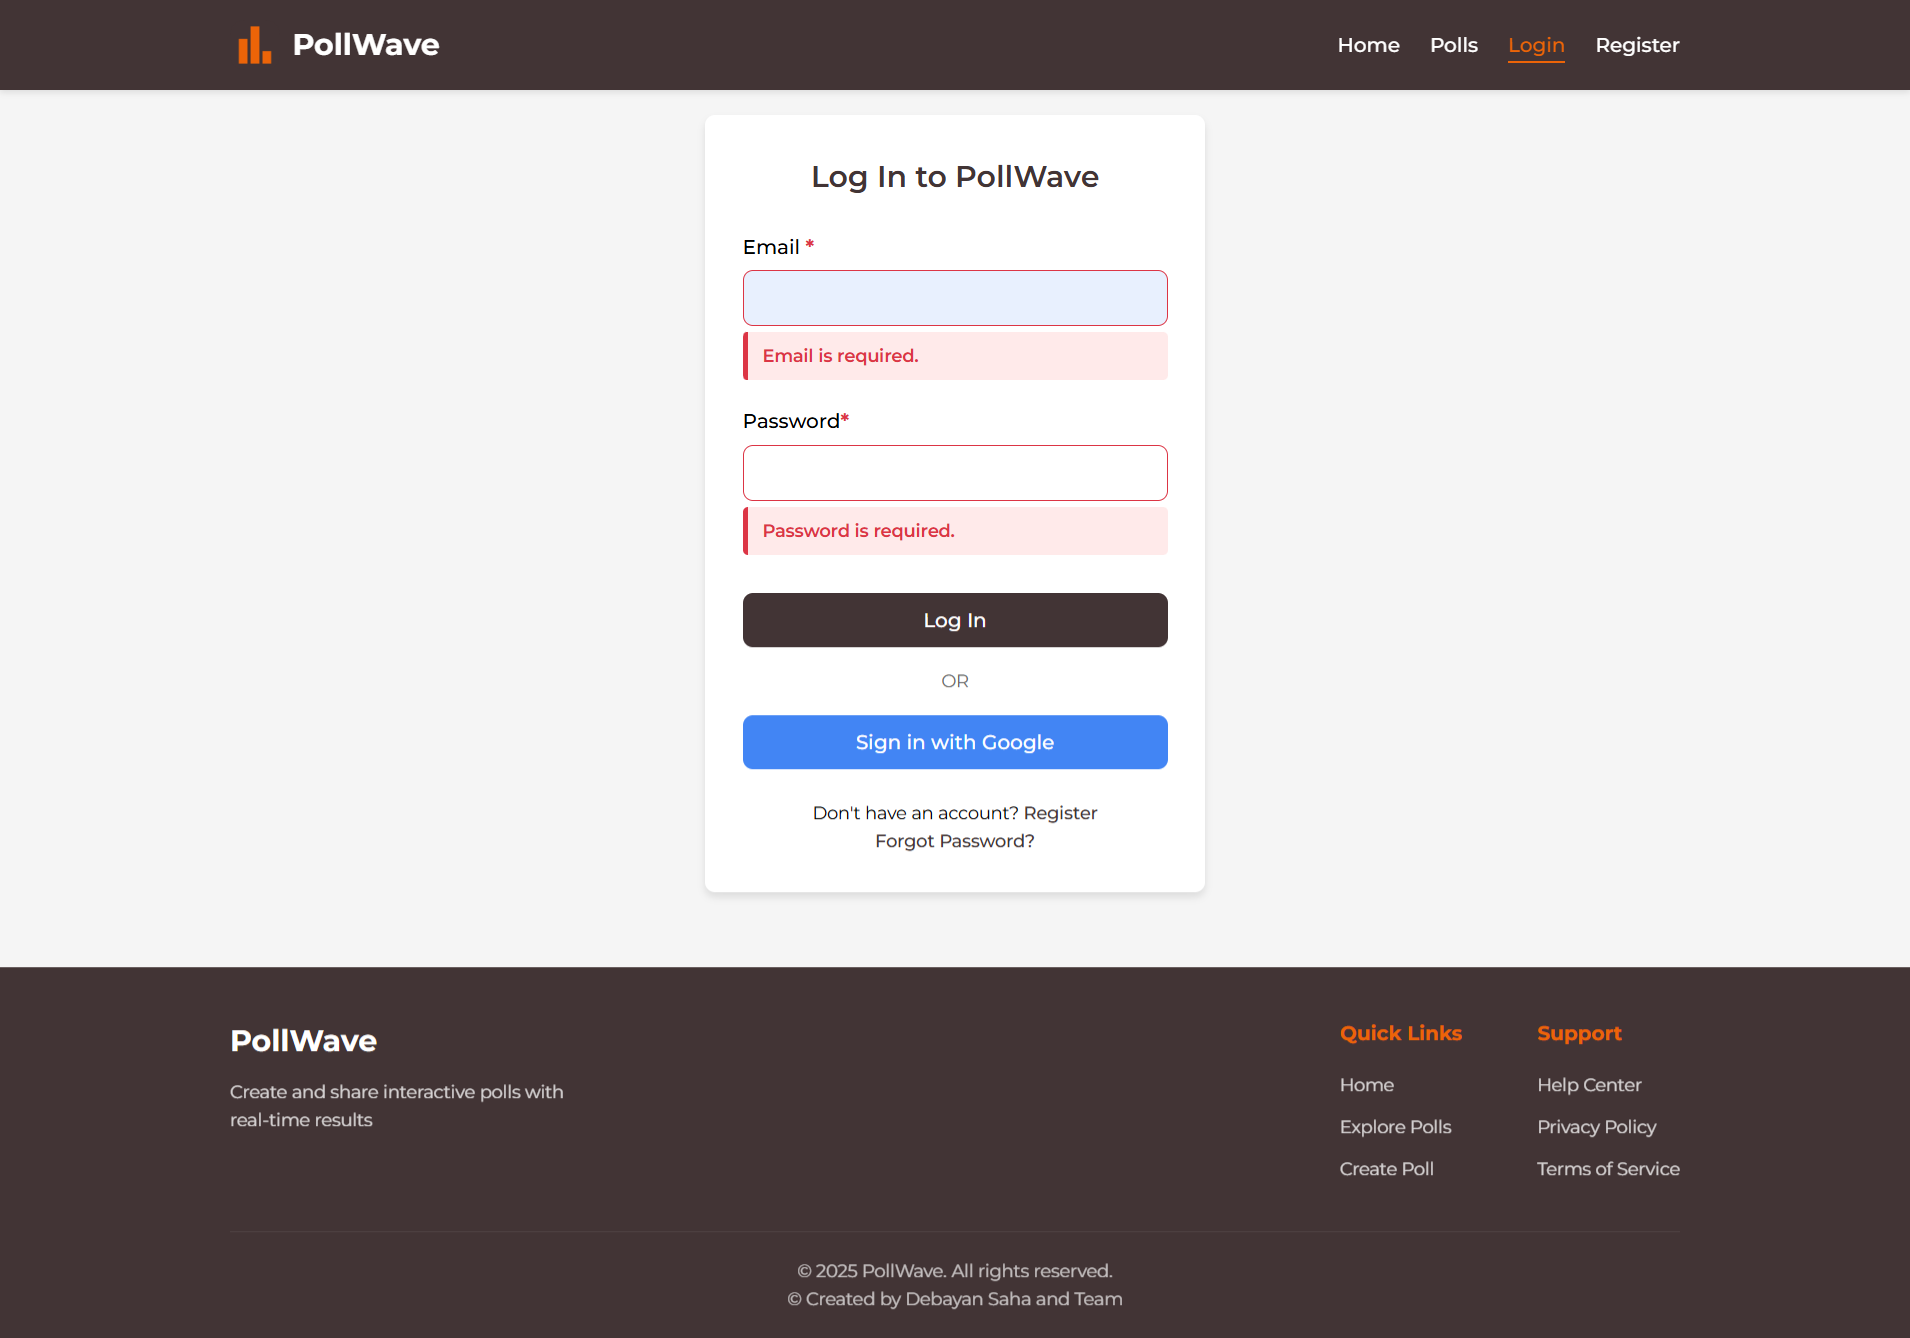 PollWave
Home Polls Login Register
Log In to PollWave
Email *
Email is required.
Password*
Password is required.
Log In
OR
Sign in with Google
Don't have an account? Register
Forgot Password?
PollWave
Create and share interactive polls with
real-time results
Quick Links
Home
Explore Polls
Create Poll
Support
Help Center
Privacy Policy
Terms of Service
© 2025 PollWave. All rights reserved.
© Created by Debayan Saha and Team